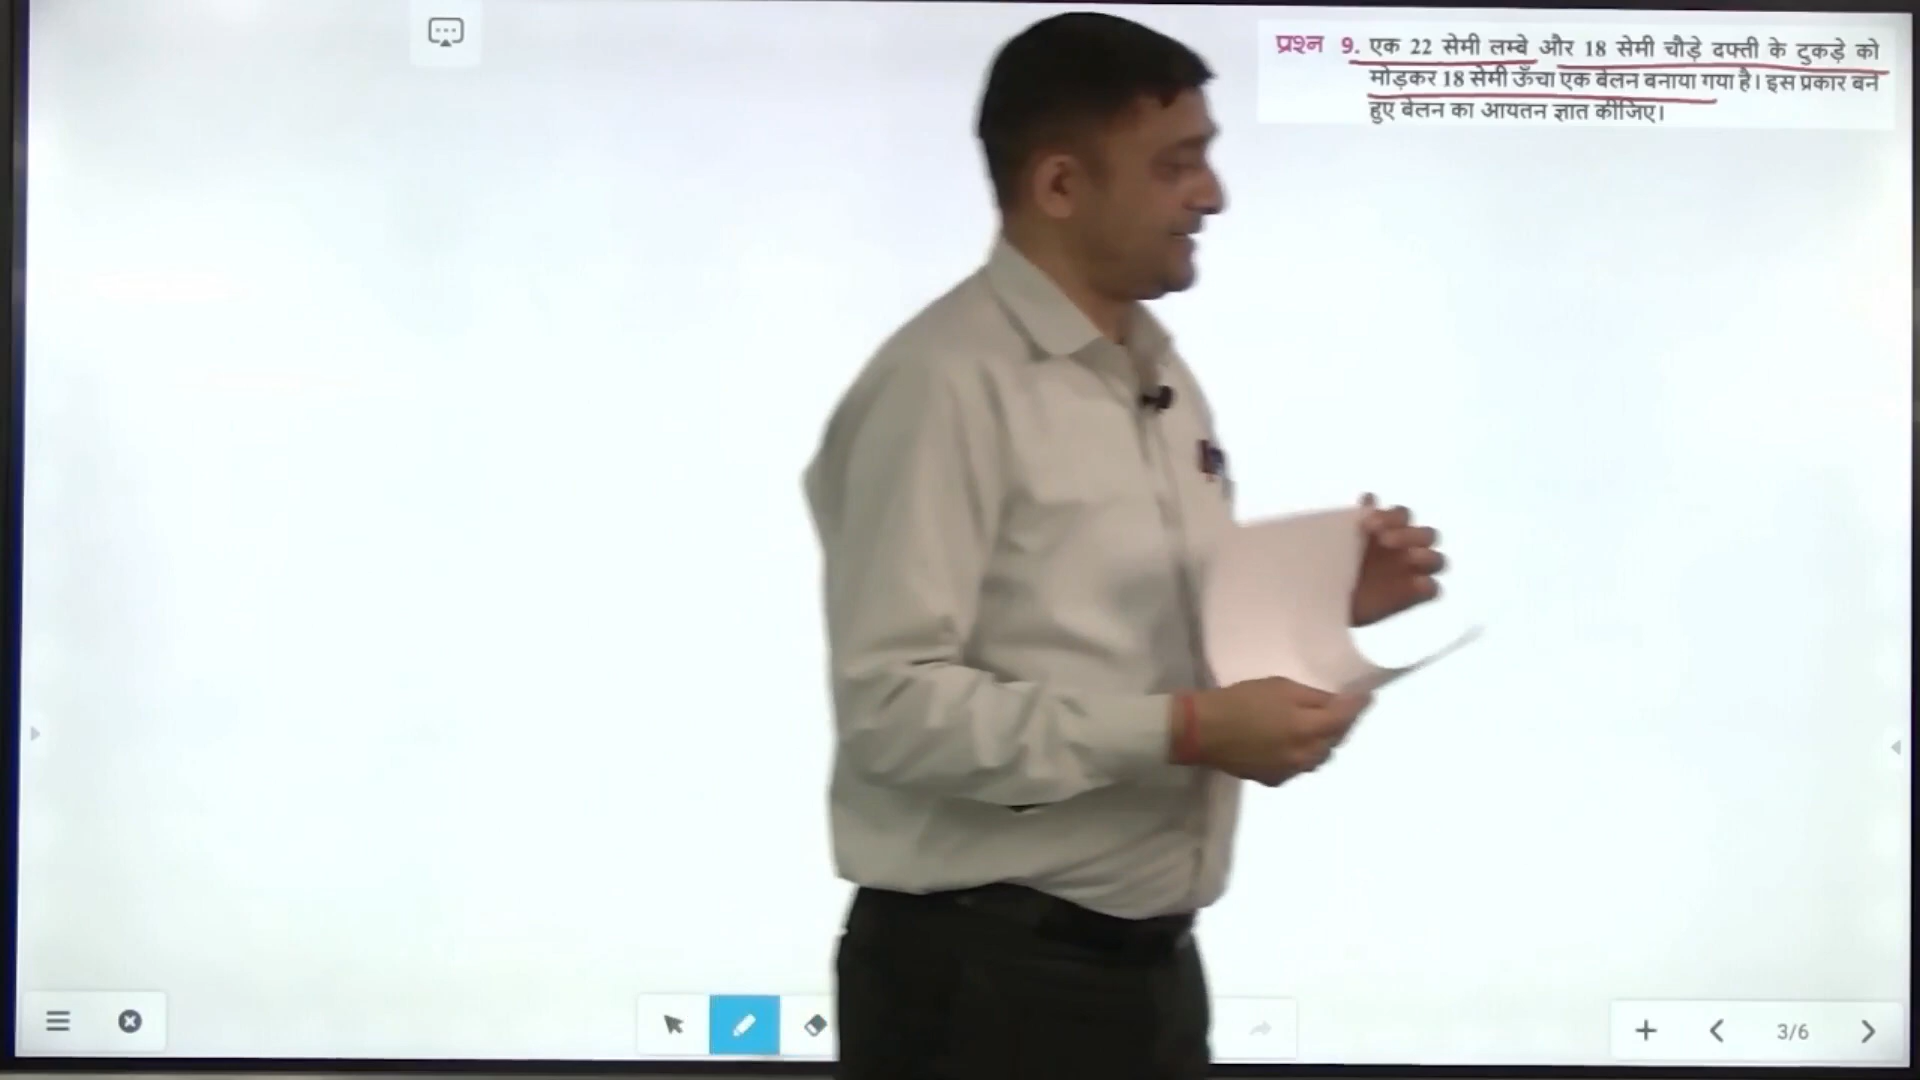 प्रश्न 9. एक 22 सेमी लम्बे और 18 सेमी चौड़े दफ्ती के टुकड़े को
मोड़कर 18 सेमी ऊँचा एक बेलन बनाया गया है। इस प्रकार बने
हुए बेलन का आयतन ज्ञात कीजिए।
3/6